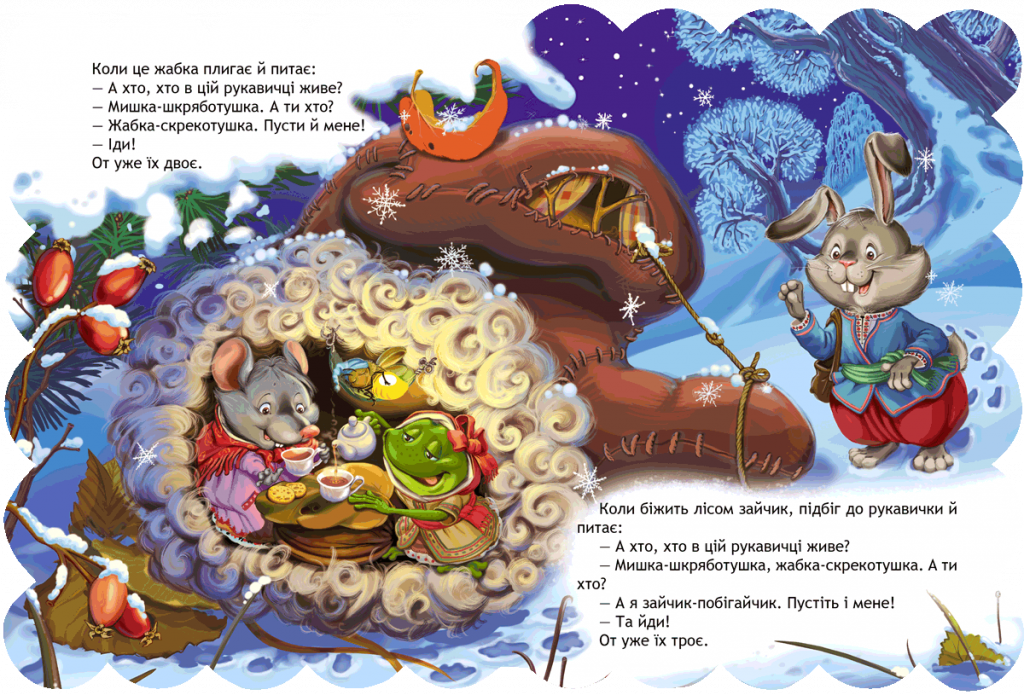 Коли це жабка плигає й питає:
— А хто, хто в цій рукавичці живе?
— Мишка-шкряботушка. А ти хто?
— Жабка-скрекотушка. Пусти й мене!
— Іди!
От уже їх двоє.
Коли біжить лісом зайчик, підбіг до рукавички й
питає:
— А хто, хто в цій рукавичці живе?
— Мишка-шкряботушка, жабка-скрекотушка. А ти
хто?
— А я зайчик-побігайчик. Пустіть і мене!
— Та йди!
От уже їх троє.